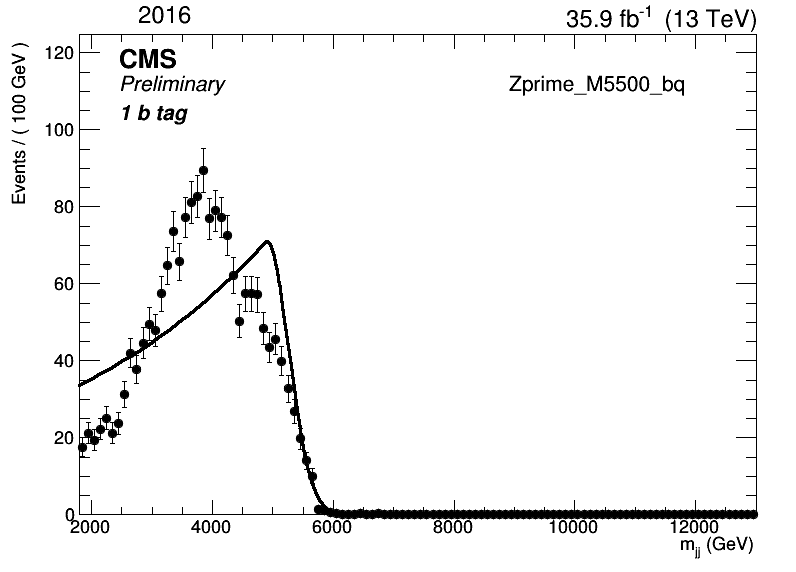 2016
35.9 fb⁻¹ (13 TeV)
Events / ( 100 GeV )
CMS
Preliminary
1 b tag
Zprime_M5500_bq
120
100
80
60
40
20
0
2000 4000 6000 8000 10000 12000
m_jj (GeV)